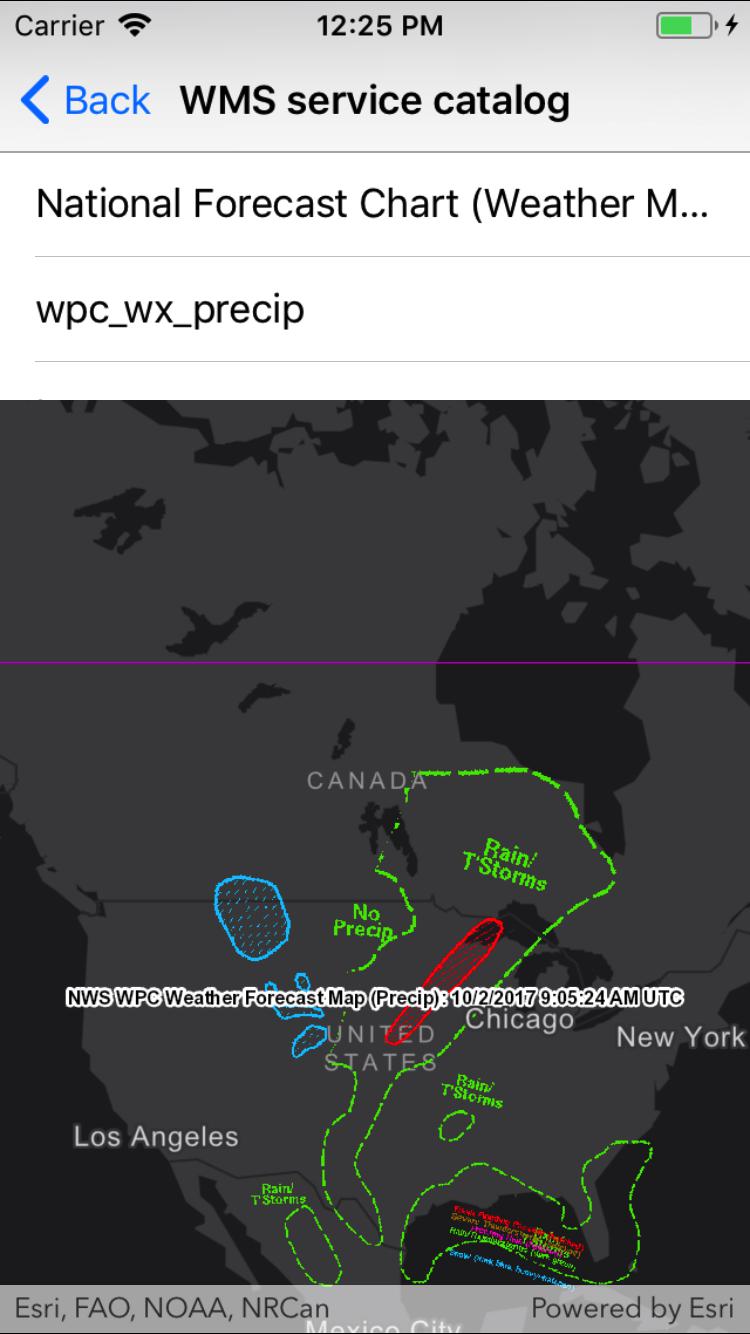 Carrier 12:25 PM
Back WMS service catalog
National Forecast Chart (Weather M...
wpc_wx_precip
CANADA
Rain/
T'Storms
No
Precip
NWS WPC Weather Forecast Map (Precip): 10/2/2017 9:05:24 AM UTC
Chicago
UNITED
STATES
New York
Rain/
T'Storms
Los Angeles
Rain/
T'Storms
Esri, FAO, NOAA, NRCan Powered by Esri
Mexico City